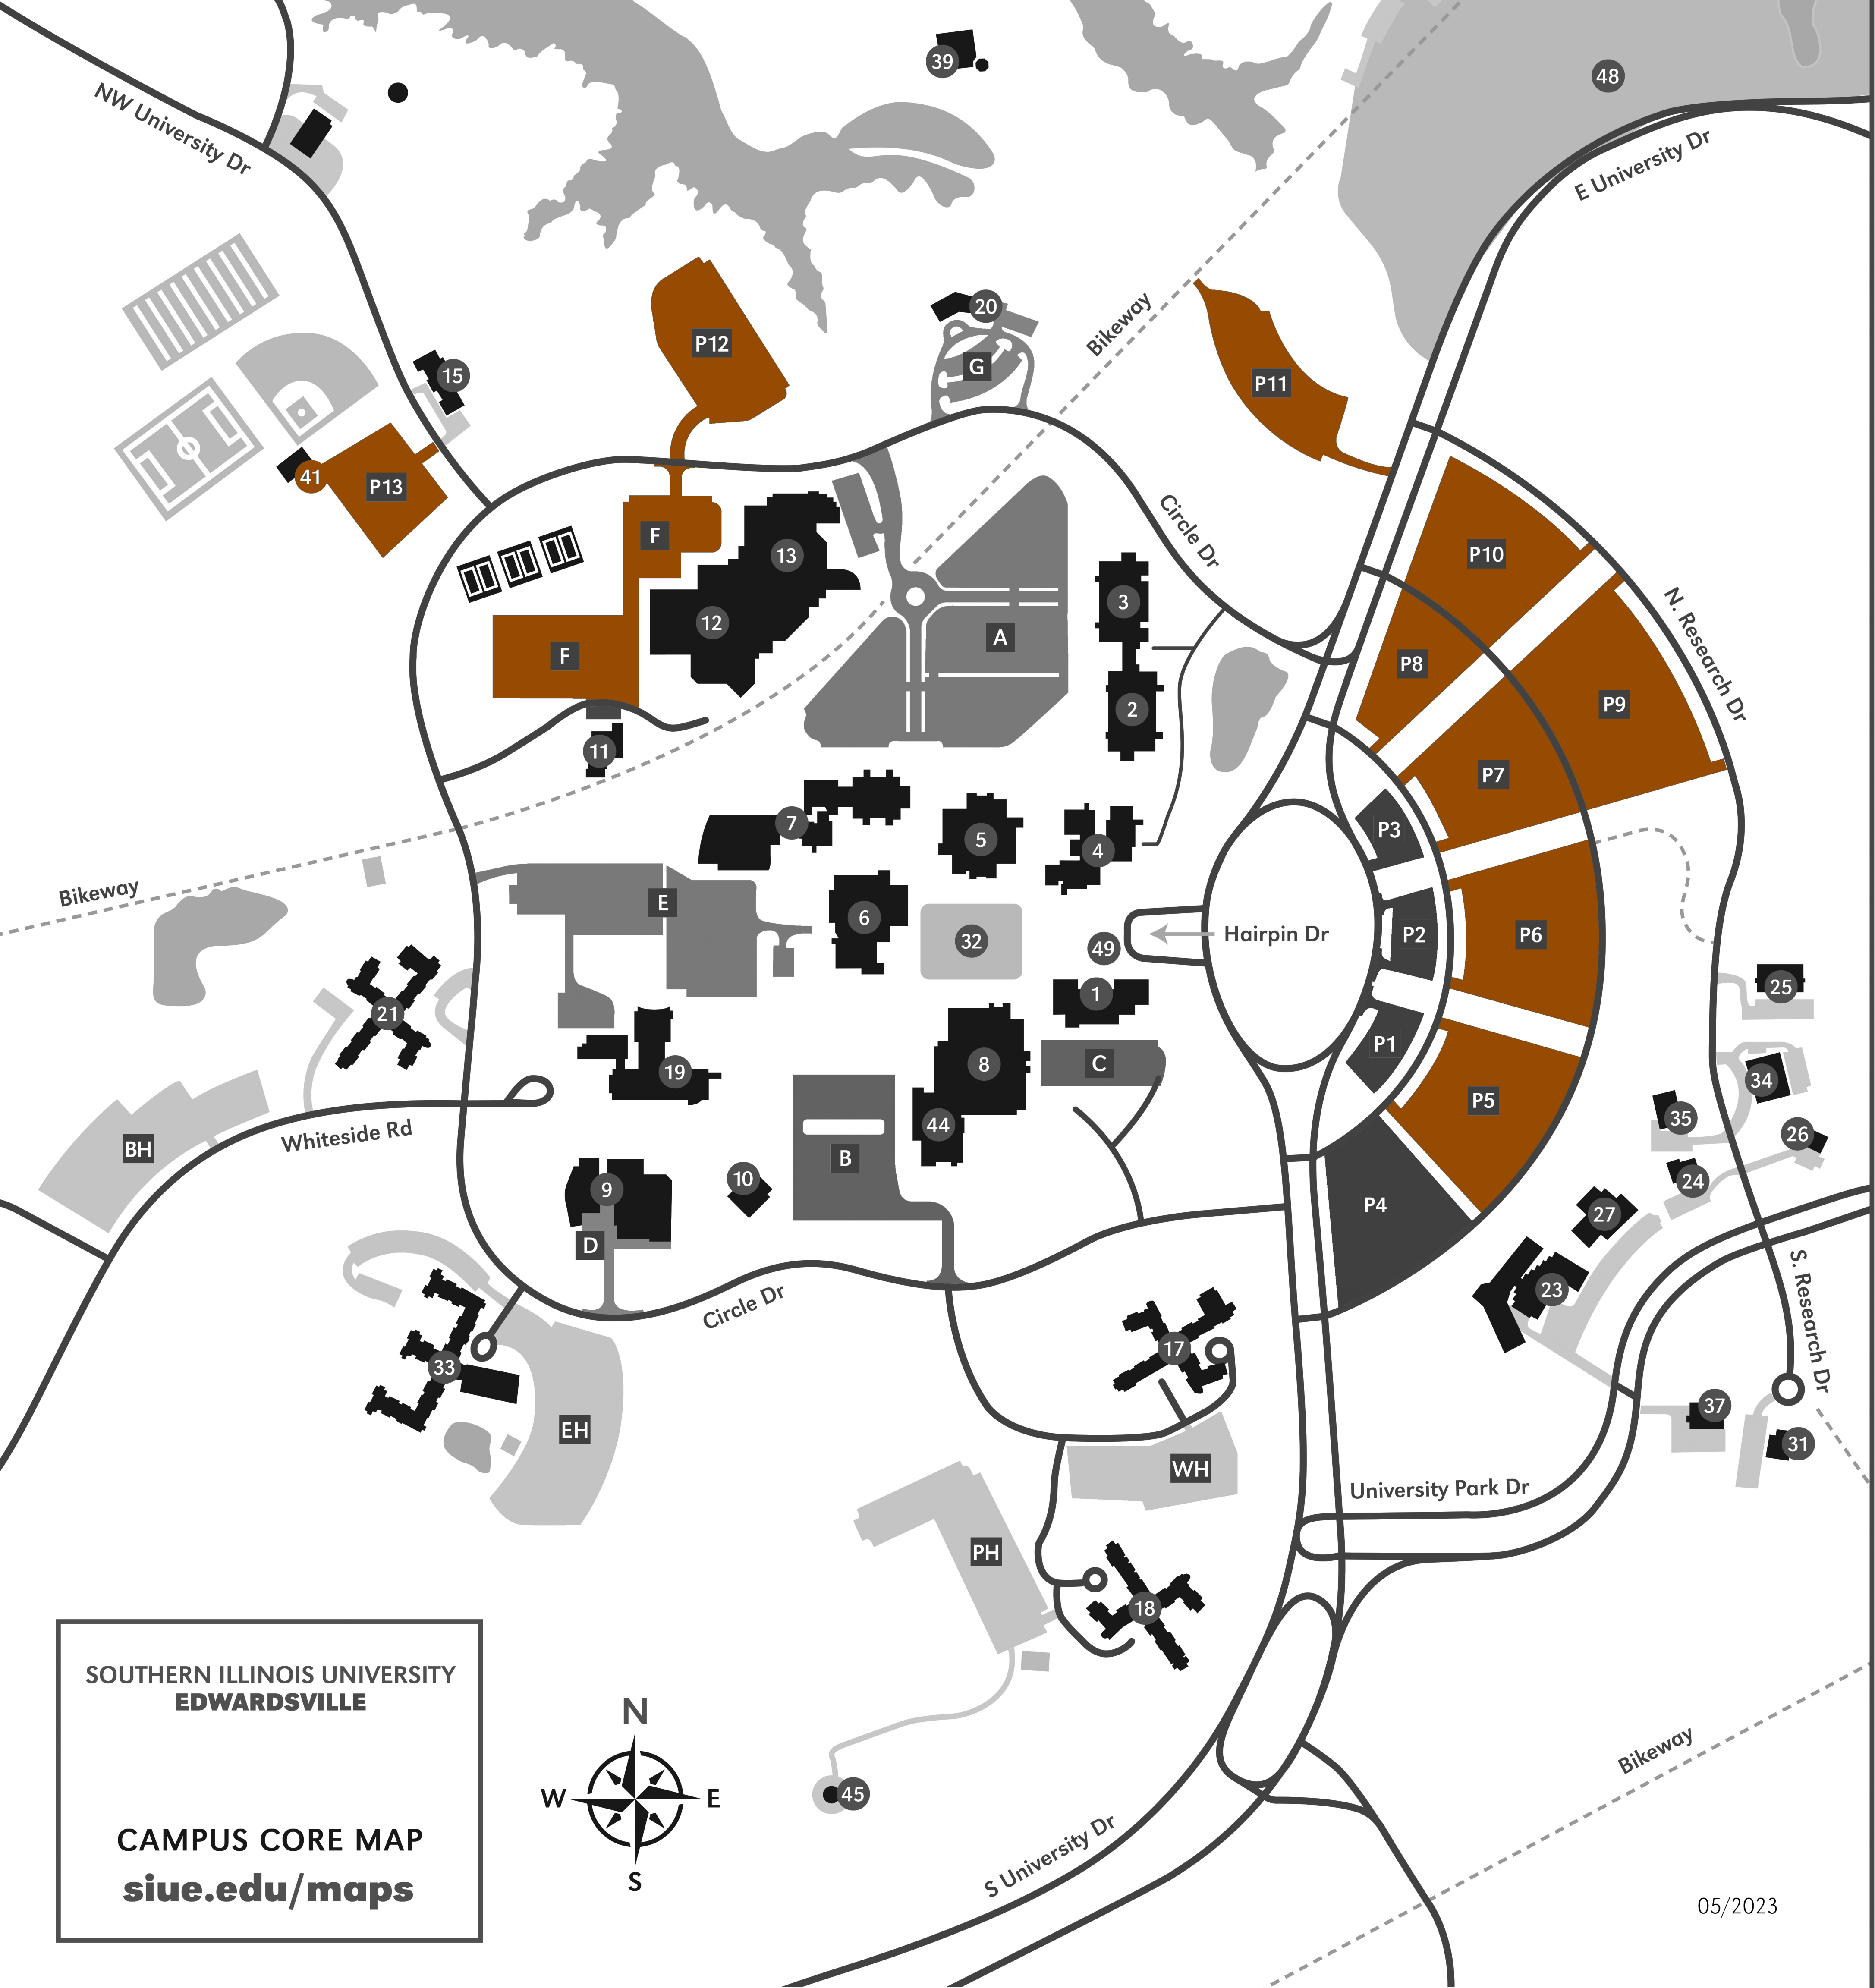 39
48
NW University Dr
E University Dr
20
Bikeway
P12
G
15
P11
41
P13
Circle Dr
F
13
P10
3
12
A
N. Research Dr
F
P8
2
P9
11
P7
7
P3
5
4
Bikeway
E
6
32
49
Hairpin Dr
P2
P6
25
21
1
P1
19
8
C
34
P5
35
44
26
Whiteside Rd
BH
B
10
9
24
P4
27
D
23
Circle Dr
S. Research Dr
17
33
37
EH
31
WH
University Park Dr
PH
18
SOUTHERN ILLINOIS UNIVERSITY
EDWARDSVILLE
CAMPUS CORE MAP
siue.edu/maps
N
W
E
S
45
Bikeway
S University Dr
05/2023